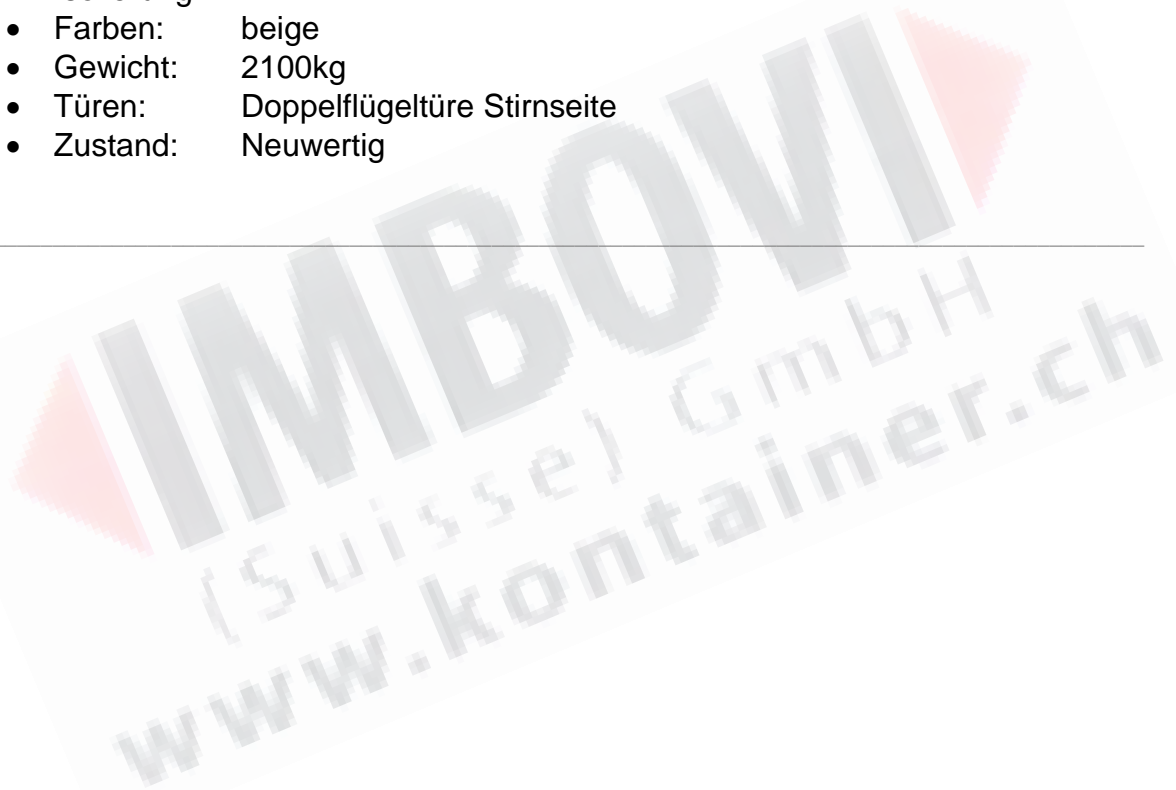 • Farben: beige
• Gewicht: 2100kg
• Türen: Doppelflügeltüre Stirnseite
• Zustand: Neuwertig
IMBOVI
(Suisse) GmbH
www.kontainer.ch